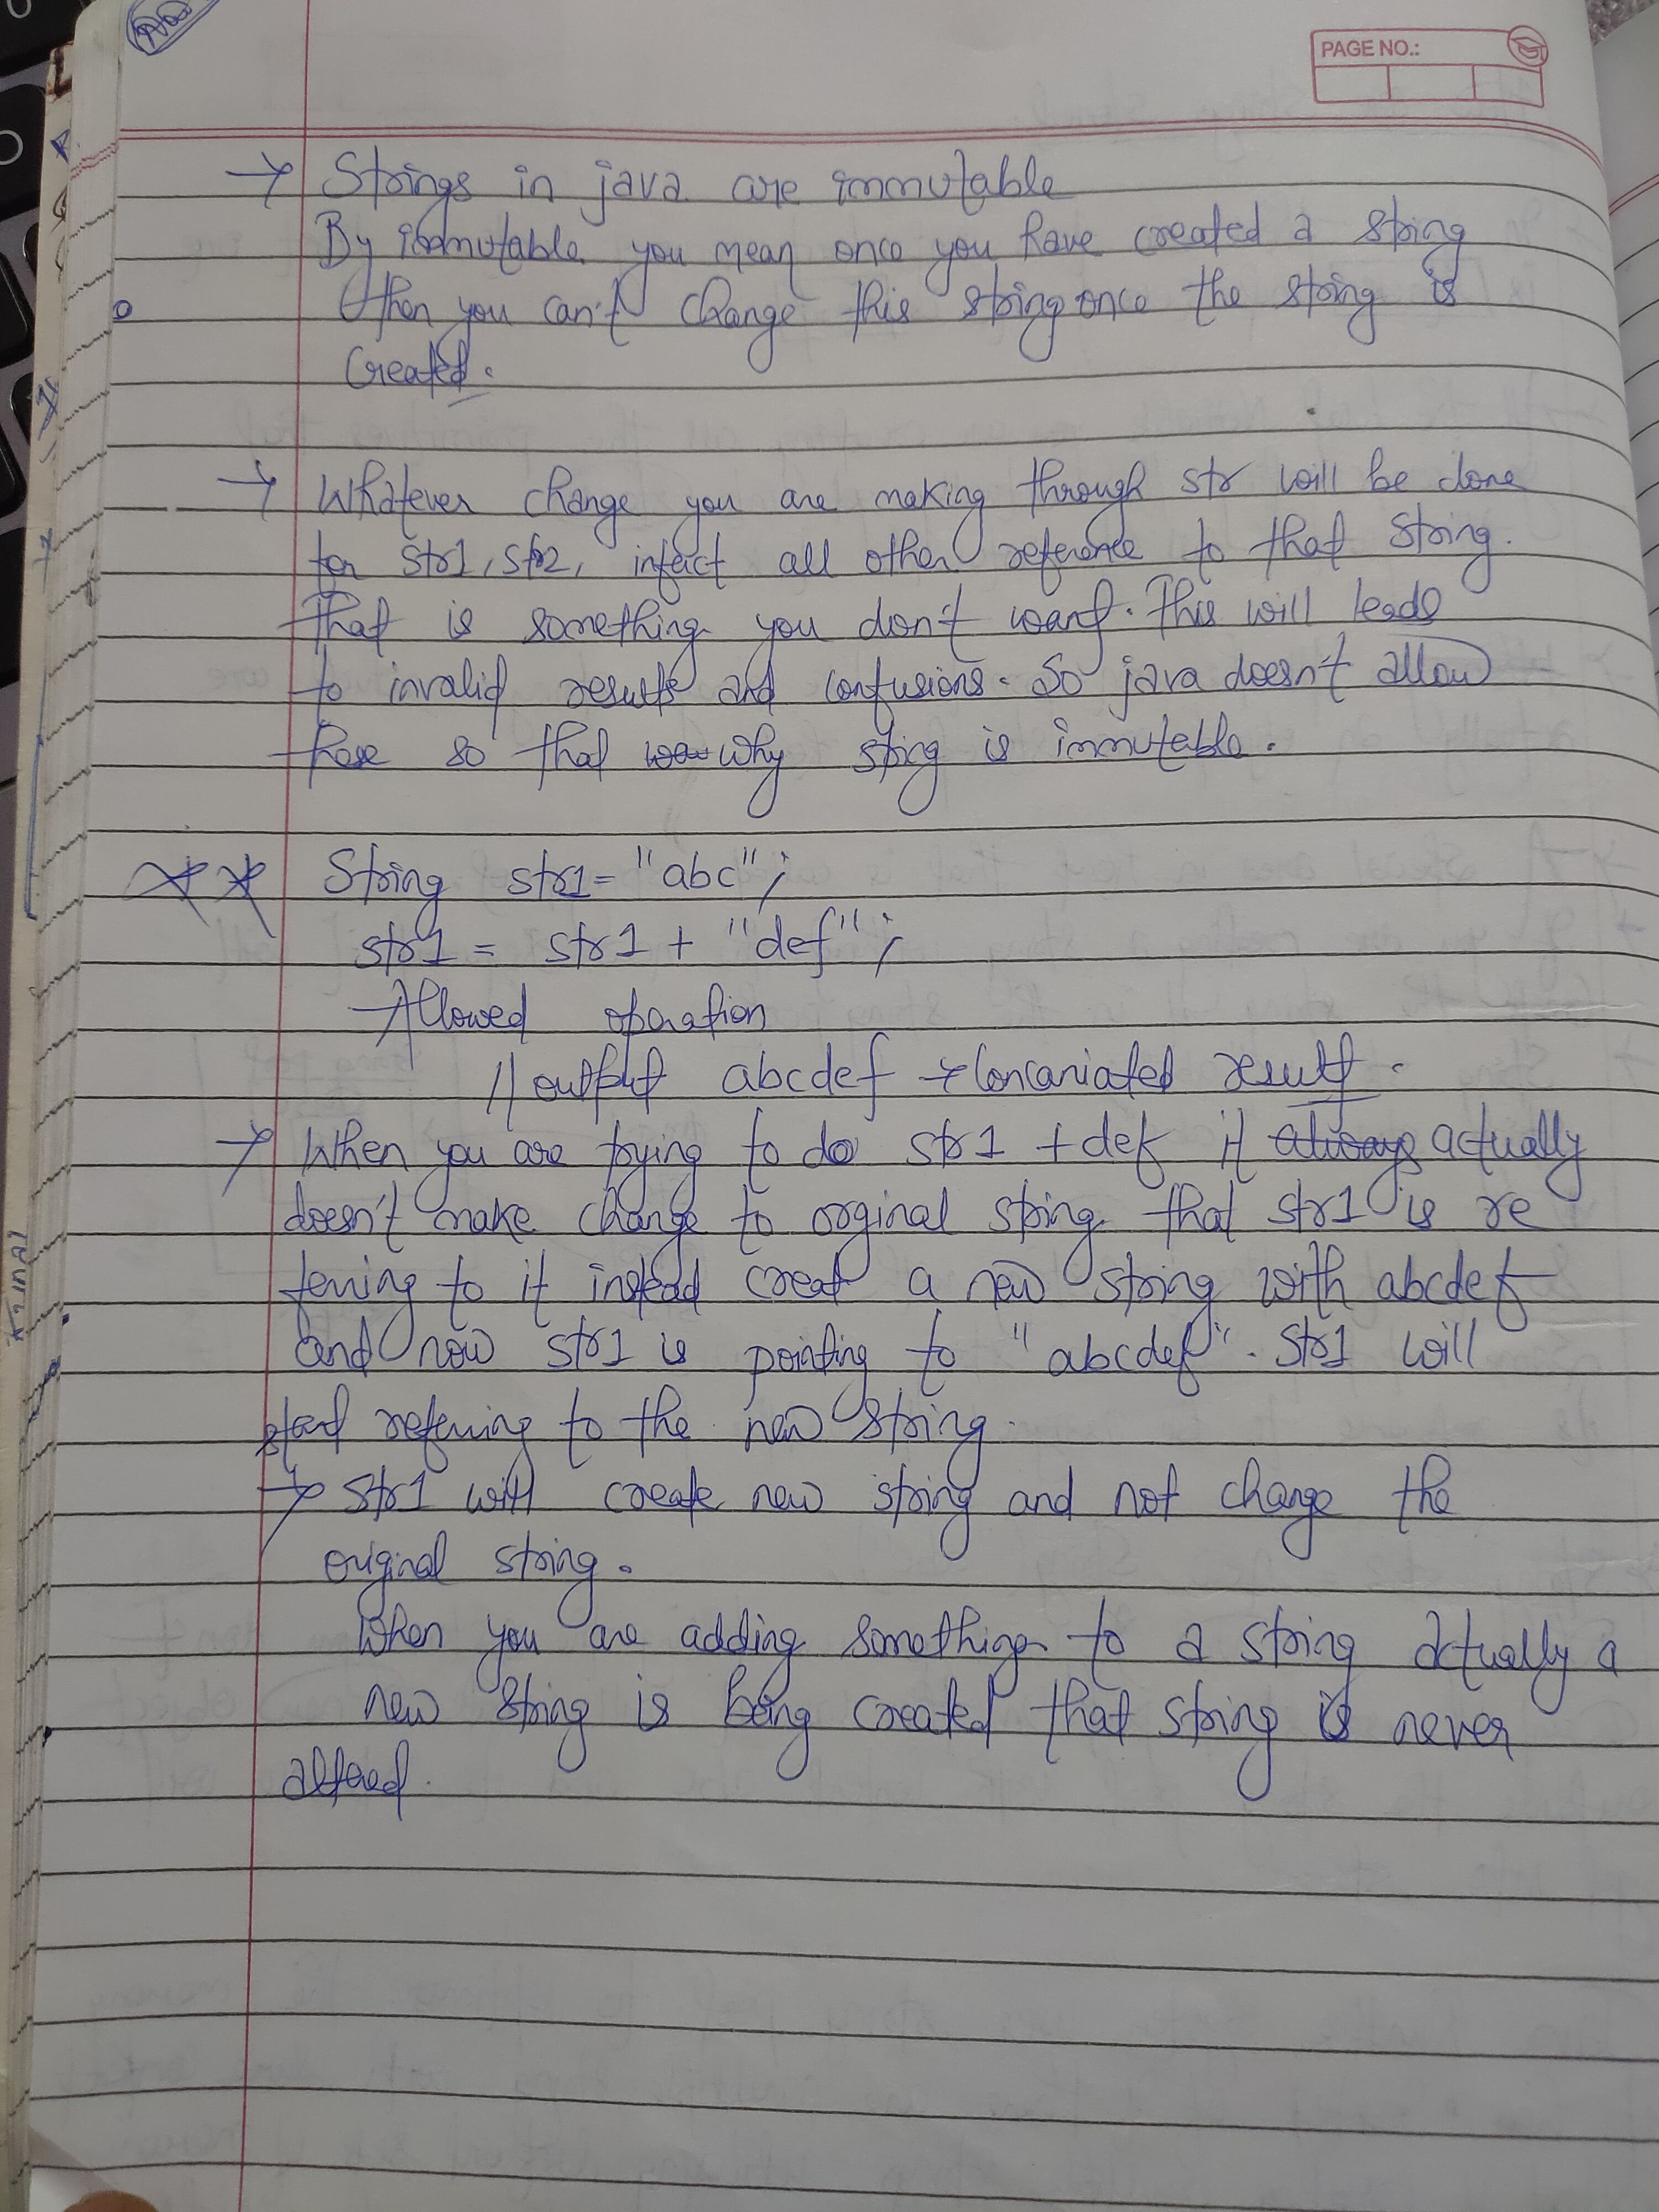 PAGE NO.:
→ Strings in java are immutable
By immutable you mean once you have created a string
then you can't change this string once the string is
Created.
→ Whatever change you are making through str will be done
for str1, str2, infact all other reference to that string.
That is something you don't want. This will leads
to invalid results and confusions. So java doesn't allow
these so that why string is immutable.
** String str1= "abc";
str1 = str1 + "def";
→ Allowed operation
// output abcdef → Concaniated result.
→ When you are trying to do str1 + def it always actually
doesn't make change to orginal string that str1 is re
ferring to it instead creat a new string with abcdef
and now str1 is pointing to "abcdef". Str1 will
start referring to the new string.
→ Str1 will create new string and not change the
original string.
When you are adding something to a string actually a
new string is being created that string is never
altered.